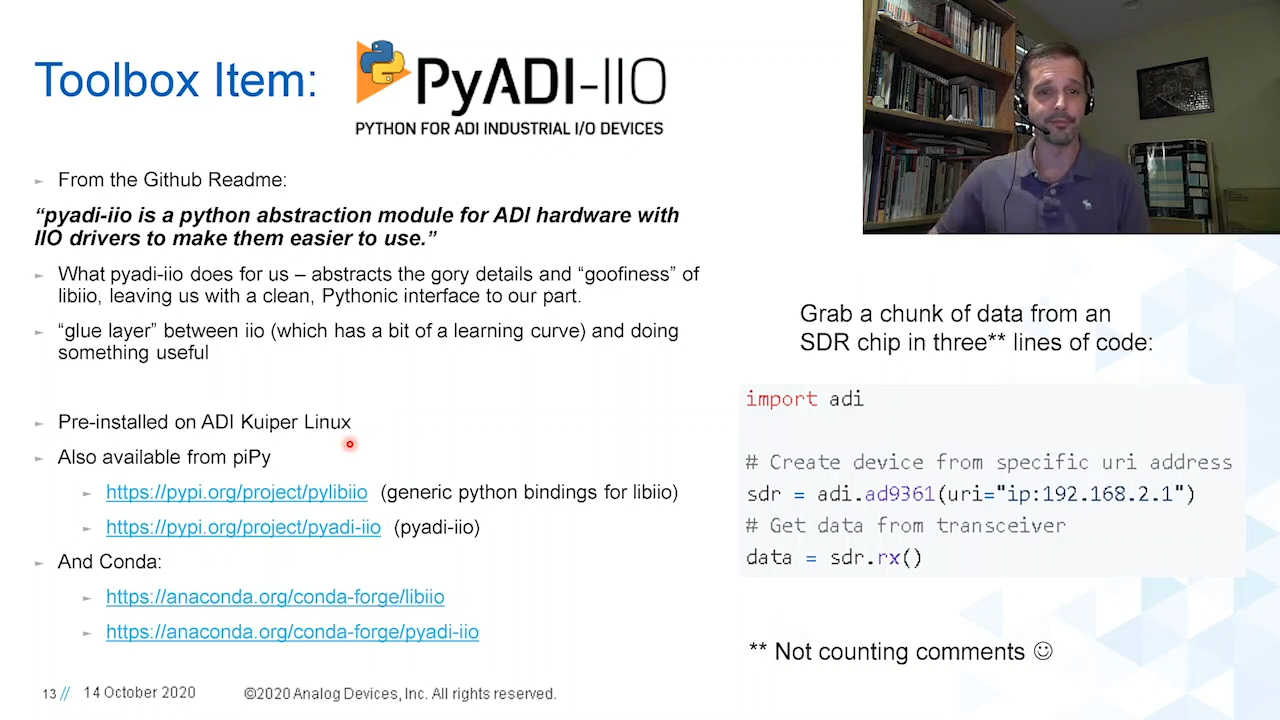 Toolbox Item:
PyADI-IIO
PYTHON FOR ADI INDUSTRIAL I/O DEVICES
From the Github Readme:
“pyadi-iio is a python abstraction module for ADI hardware with
IIO drivers to make them easier to use.”
What pyadi-iio does for us – abstracts the gory details and “goofiness” of
libiio, leaving us with a clean, Pythonic interface to our part.
“glue layer” between iio (which has a bit of a learning curve) and doing
something useful
Pre-installed on ADI Kuiper Linux
Also available from piPy
https://pypi.org/project/pylibiio (generic python bindings for libiio)
https://pypi.org/project/pyadi-iio (pyadi-iio)
And Conda:
https://anaconda.org/conda-forge/libiio
https://anaconda.org/conda-forge/pyadi-iio
Grab a chunk of data from an
SDR chip in three** lines of code:
import adi
# Create device from specific uri address
sdr = adi.ad9361(uri="ip:192.168.2.1")
# Get data from transceiver
data = sdr.rx()
** Not counting comments ☺
13 // 14 October 2020 ©2020 Analog Devices, Inc. All rights reserved.